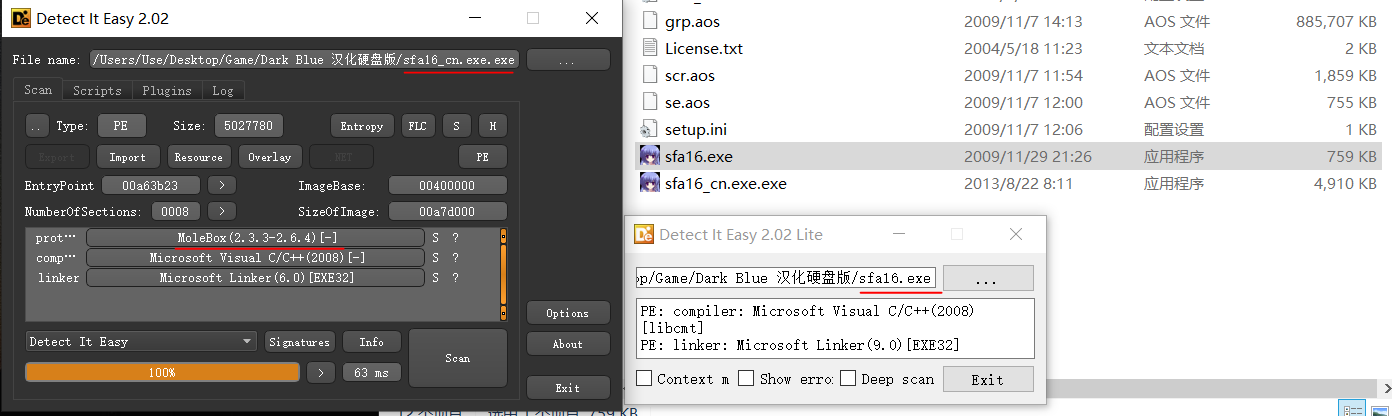 Detect It Easy 2.02
File name: /Users/Use/Desktop/Game/Dark Blue 汉化硬盘版/sfa16_cn.exe.exe ...
Scan Scripts Plugins Log
.. Type: PE Size: 5027780 Entropy FLC S H
Export Import Resource Overlay .NET PE
EntryPoint 00a63b23 > ImageBase: 00400000
NumberOfSections: 0008 > SizeOfImage: 00a7d000
prot… MoleBox(2.3.3-2.6.4)[-] S ?
comp… Microsoft Visual C/C++(2008)[-] S ?
linker Microsoft Linker(6.0)[EXE32] S ?
Options
Detect It Easy Signatures Info Scan About
100% > 63 ms
Exit
grp.aos 2009/11/7 14:13 AOS 文件 885,707 KB
License.txt 2004/5/18 11:23 文本文档 2 KB
scr.aos 2009/11/7 11:54 AOS 文件 1,859 KB
se.aos 2009/11/7 12:00 AOS 文件 755 KB
setup.ini 2009/11/7 12:06 配置设置 1 KB
sfa16.exe 2009/11/29 21:26 应用程序 759 KB
sfa16_cn.exe.exe 2013/8/22 8:11 应用程序 4,910 KB
Detect It Easy 2.02 Lite
op/Game/Dark Blue 汉化硬盘版/sfa16.exe ...
PE: compiler: Microsoft Visual C/C++(2008)
[libcmt]
PE: linker: Microsoft Linker(9.0)[EXE32]
Context m Show erro: Deep scan Exit
759 KB